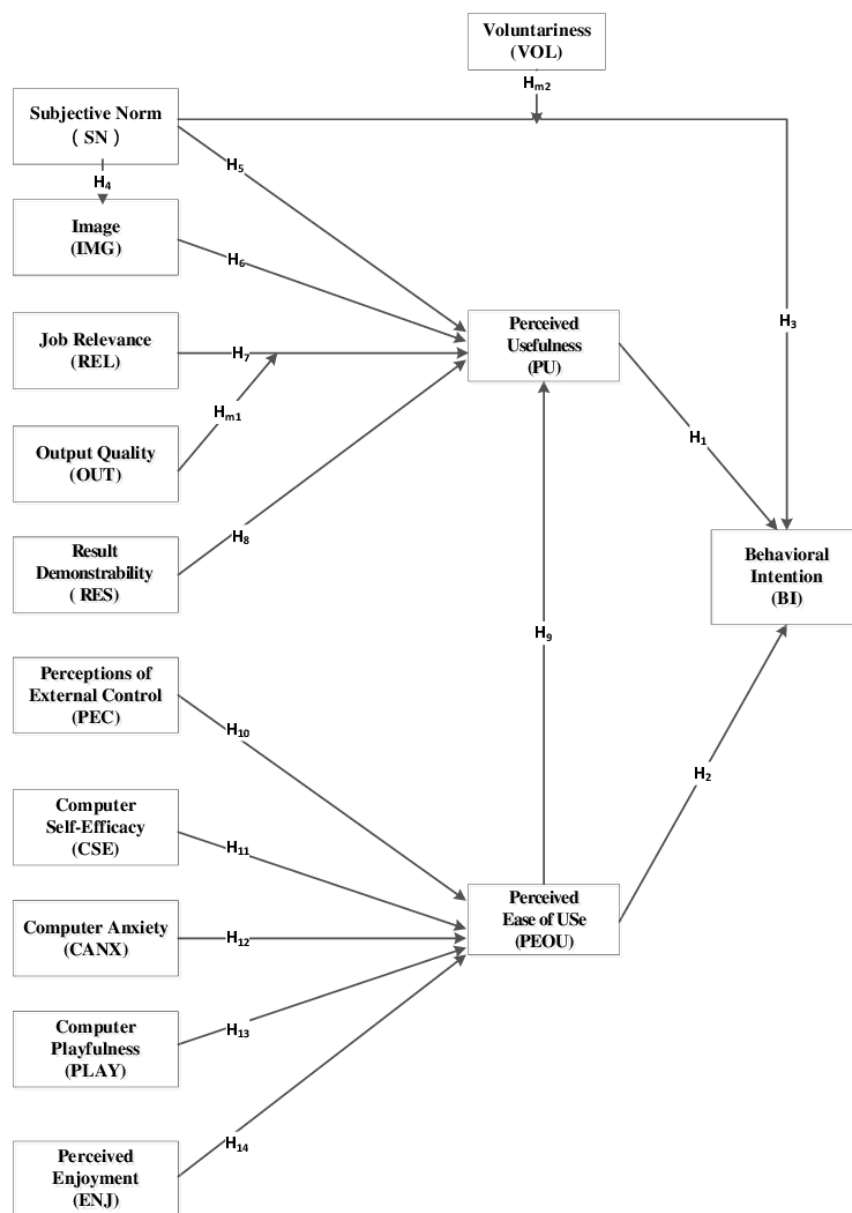 Voluntariness
(VOL)
Hm2
Subjective Norm
( SN )
H4
H5
Image
(IMG)
H6
H3
Job Relevance
(REL)
H7
Perceived
Usefulness
(PU)
Hm1
H1
Output Quality
(OUT)
H8
Result
Demonstrability
( RES)
Behavioral
Intention
(BI)
H9
Perceptions of
External Control
(PEC)
H10
H2
Computer
Self-Efficacy
(CSE)
H11
Perceived
Ease of USe
(PEOU)
Computer Anxiety
(CANX)
H12
Computer
Playfulness
(PLAY)
H13
H14
Perceived
Enjoyment
(ENJ)